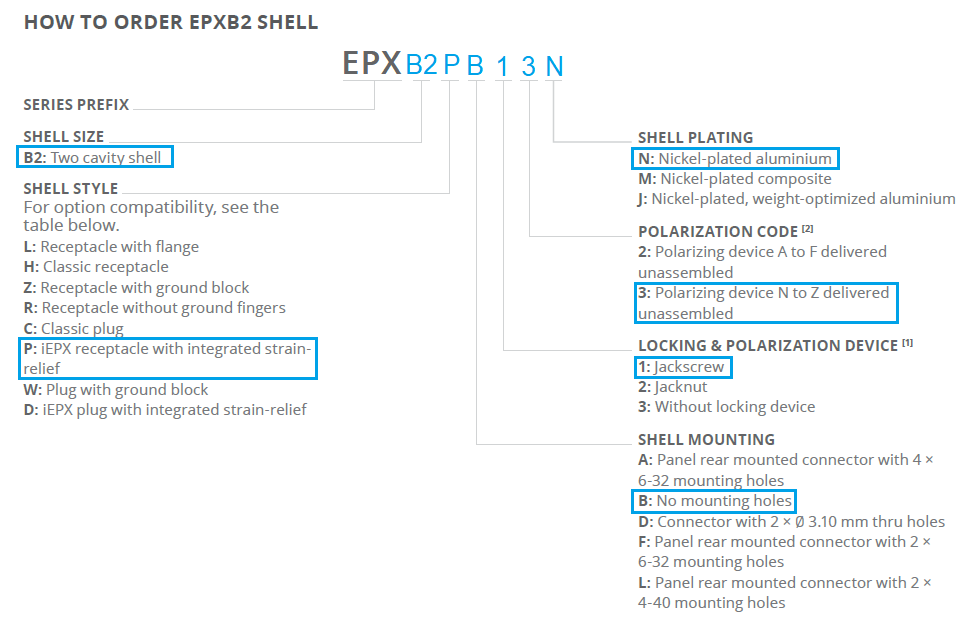 HOW TO ORDER EPXB2 SHELL
EPXB2PB13N
SERIES PREFIX
SHELL SIZE
B2: Two cavity shell
SHELL STYLE
For option compatibility, see the
table below.
L: Receptacle with flange
H: Classic receptacle
Z: Receptacle with ground block
R: Receptacle without ground fingers
C: Classic plug
P: iEPX receptacle with integrated strain-
relief
W: Plug with ground block
D: iEPX plug with integrated strain-relief
SHELL PLATING
N: Nickel-plated aluminium
M: Nickel-plated composite
J: Nickel-plated, weight-optimized aluminium
POLARIZATION CODE [2]
2: Polarizing device A to F delivered
unassembled
3: Polarizing device N to Z delivered
unassembled
LOCKING & POLARIZATION DEVICE [1]
1: Jackscrew
2: Jacknut
3: Without locking device
SHELL MOUNTING
A: Panel rear mounted connector with 4 ×
6-32 mounting holes
B: No mounting holes
D: Connector with 2 × Ø 3.10 mm thru holes
F: Panel rear mounted connector with 2 ×
6-32 mounting holes
L: Panel rear mounted connector with 2 ×
4-40 mounting holes